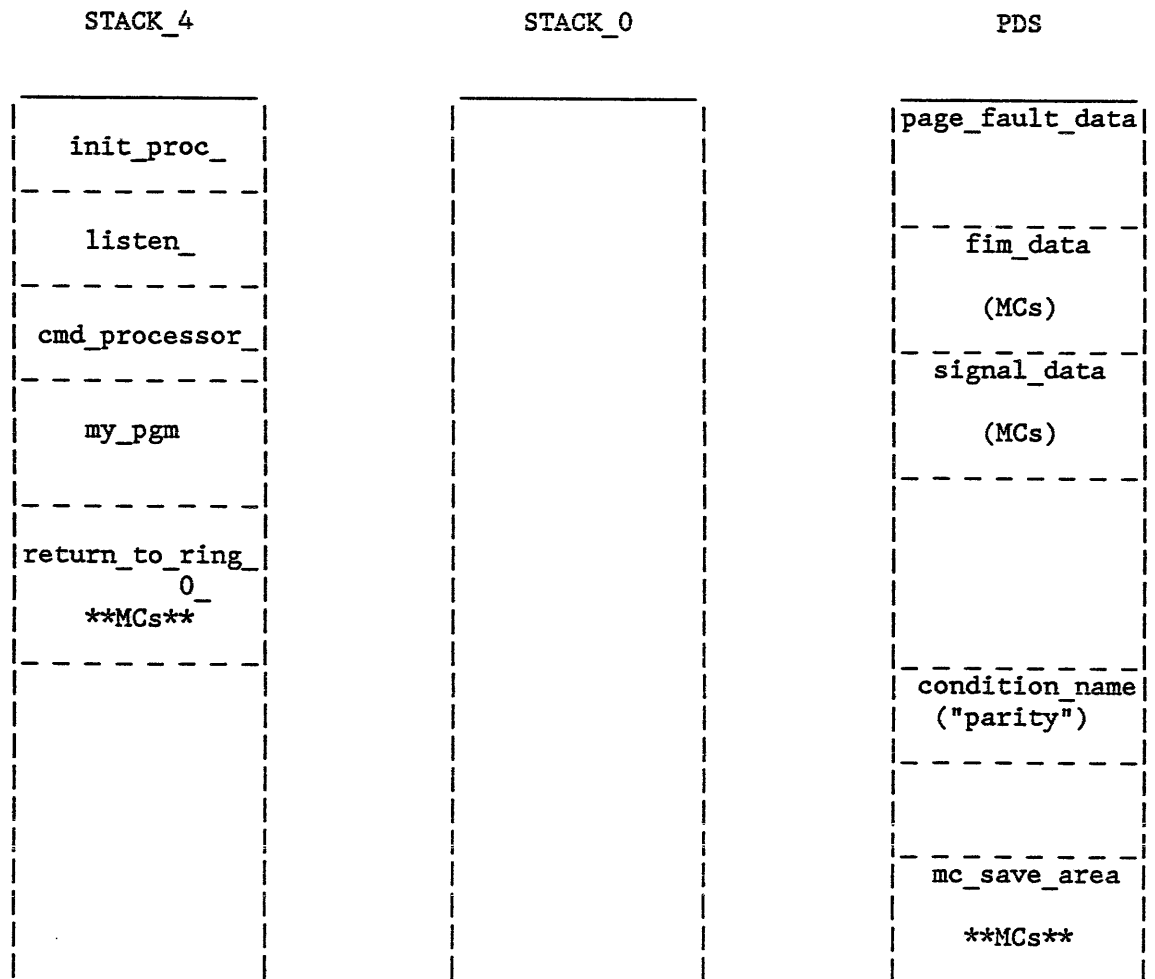 STACK_4
STACK_0
PDS
init_proc_
listen_
cmd_processor_
my_pgm
return_to_ring_
0_
**MCs**
page_fault_data
fim_data
(MCs)
signal_data
(MCs)
condition_name
("parity")
mc_save_area
**MCs**